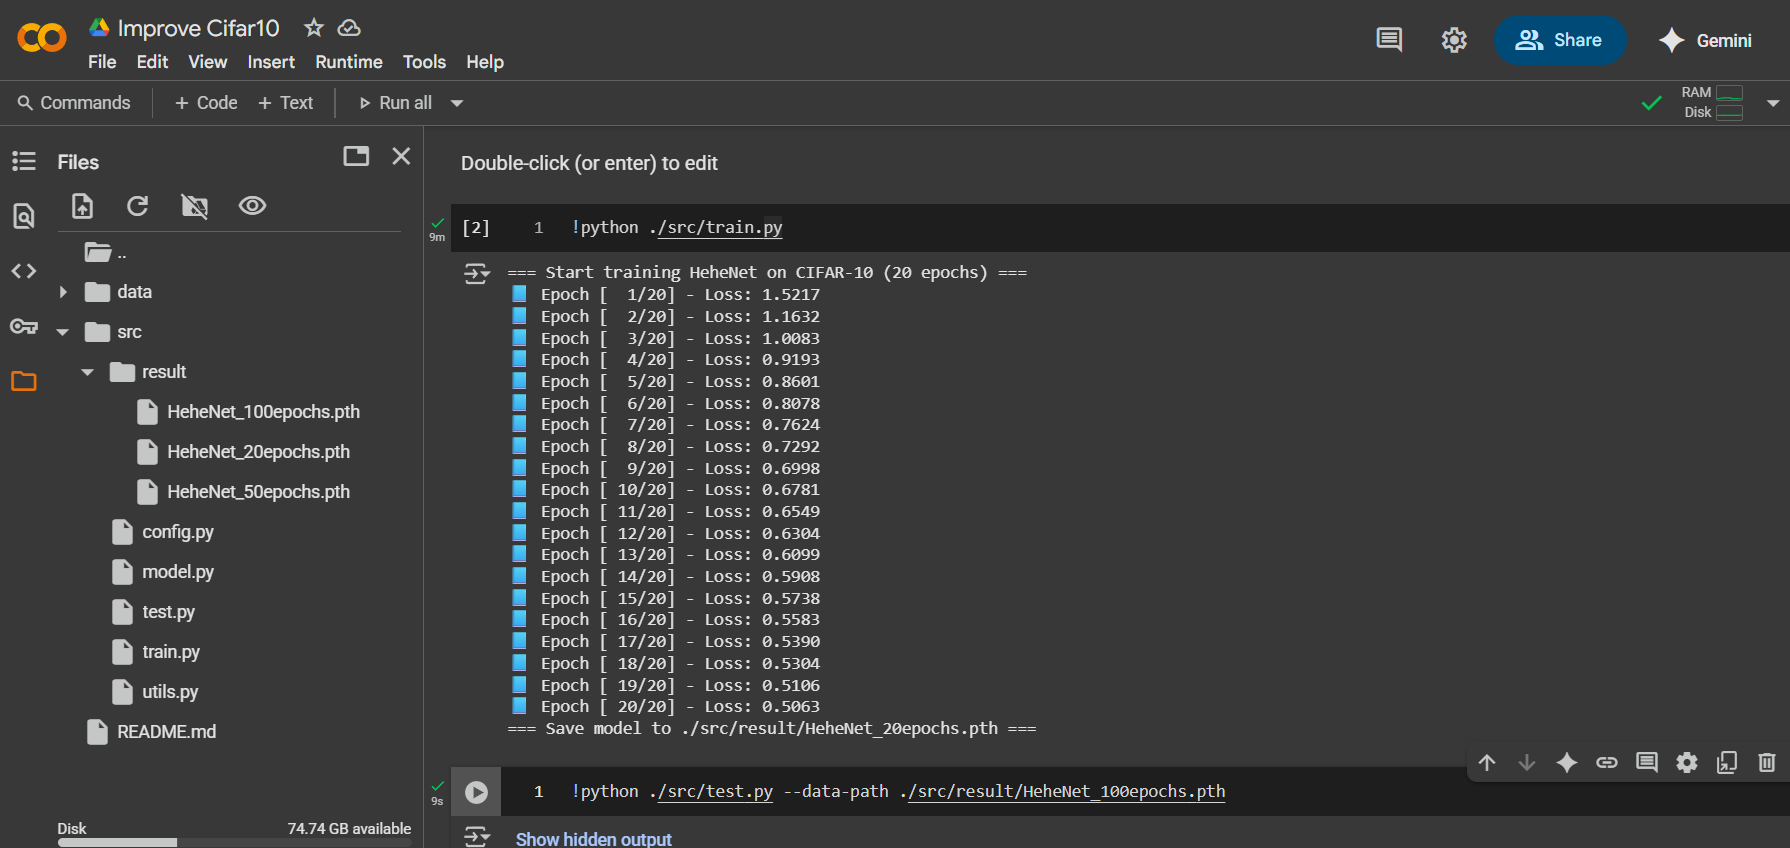 Improve Cifar10
File Edit View Insert Runtime Tools Help
Share
Gemini
Commands + Code + Text Run all
RAM
Disk
Files
..
data
src
result
HeheNet_100epochs.pth
HeheNet_20epochs.pth
HeheNet_50epochs.pth
config.py
model.py
test.py
train.py
utils.py
README.md
Disk 74.74 GB available
Double-click (or enter) to edit
9m
[2] 1 !python ./src/train.py
=== Start training HeheNet on CIFAR-10 (20 epochs) ===
Epoch [  1/20] - Loss: 1.5217
Epoch [  2/20] - Loss: 1.1632
Epoch [  3/20] - Loss: 1.0083
Epoch [  4/20] - Loss: 0.9193
Epoch [  5/20] - Loss: 0.8601
Epoch [  6/20] - Loss: 0.8078
Epoch [  7/20] - Loss: 0.7624
Epoch [  8/20] - Loss: 0.7292
Epoch [  9/20] - Loss: 0.6998
Epoch [ 10/20] - Loss: 0.6781
Epoch [ 11/20] - Loss: 0.6549
Epoch [ 12/20] - Loss: 0.6304
Epoch [ 13/20] - Loss: 0.6099
Epoch [ 14/20] - Loss: 0.5908
Epoch [ 15/20] - Loss: 0.5738
Epoch [ 16/20] - Loss: 0.5583
Epoch [ 17/20] - Loss: 0.5390
Epoch [ 18/20] - Loss: 0.5304
Epoch [ 19/20] - Loss: 0.5106
Epoch [ 20/20] - Loss: 0.5063
=== Save model to ./src/result/HeheNet_20epochs.pth ===
9s
1 !python ./src/test.py --data-path ./src/result/HeheNet_100epochs.pth
Show hidden output